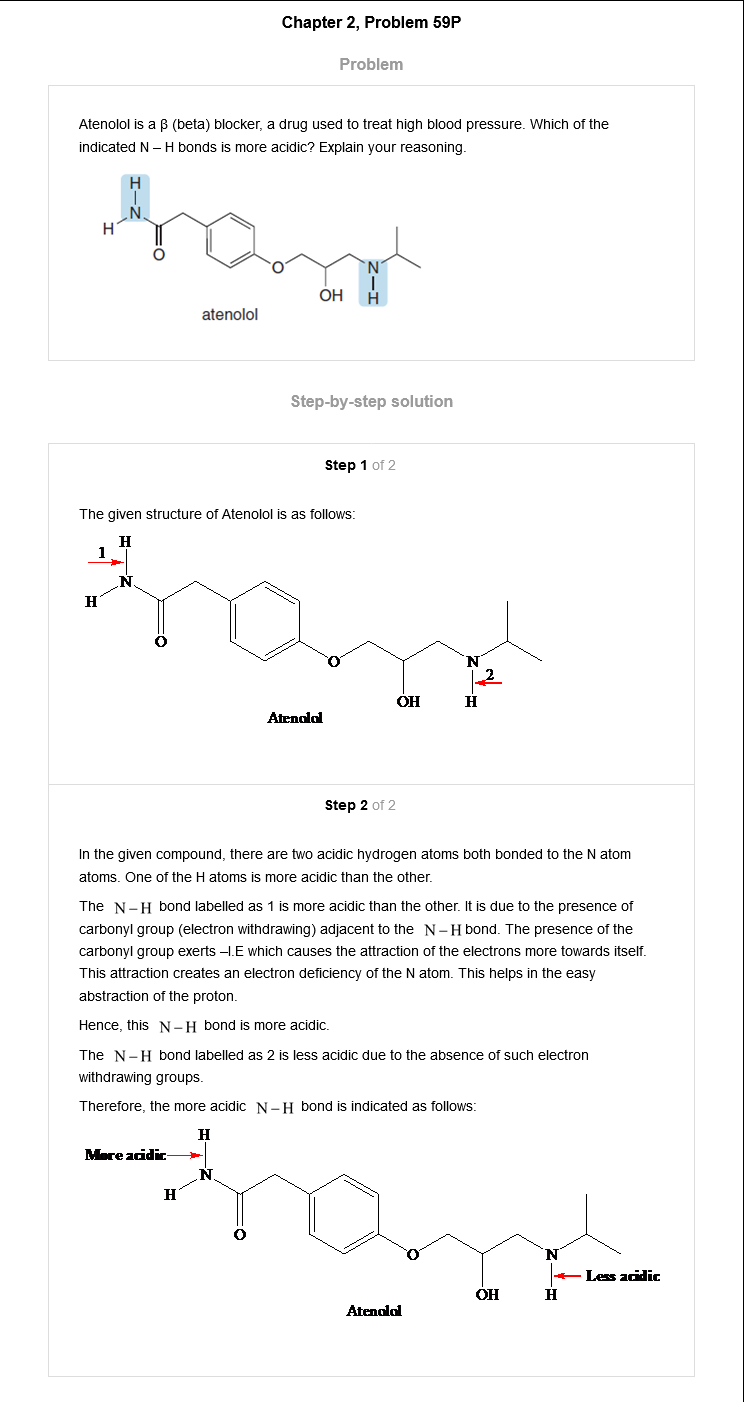 Chapter 2, Problem 59P
Problem
Atenolol is a β (beta) blocker, a drug used to treat high blood pressure. Which of the
indicated N – H bonds is more acidic? Explain your reasoning.
H
N
H
O
O
OH
N
H
atenolol
Step-by-step solution
Step 1 of 2
The given structure of Atenolol is as follows:
H
1
N
H
O
O
N
2
OH
H
Atenolol
Step 2 of 2
In the given compound, there are two acidic hydrogen atoms both bonded to the N atom
atoms. One of the H atoms is more acidic than the other.
The N–H bond labelled as 1 is more acidic than the other. It is due to the presence of
carbonyl group (electron withdrawing) adjacent to the N–H bond. The presence of the
carbonyl group exerts –I.E which causes the attraction of the electrons more towards itself.
This attraction creates an electron deficiency of the N atom. This helps in the easy
abstraction of the proton.
Hence, this N–H bond is more acidic.
The N–H bond labelled as 2 is less acidic due to the absence of such electron
withdrawing groups.
Therefore, the more acidic N–H bond is indicated as follows:
H
More acidic
N
H
O
O
N
Less acidic
OH
H
Atenolol